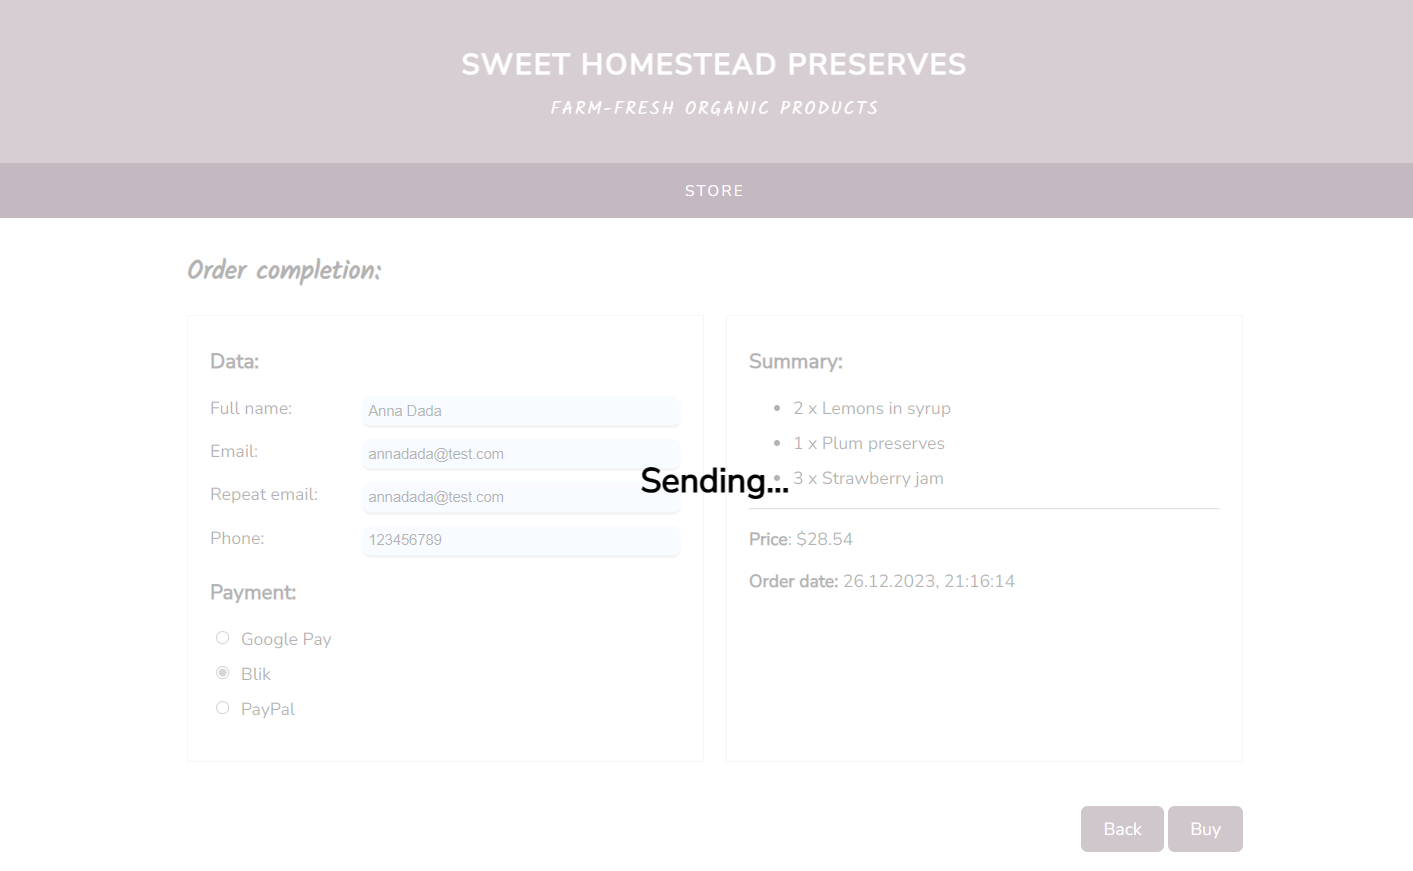 SWEET HOMESTEAD PRESERVES
FARM-FRESH ORGANIC PRODUCTS
STORE
Order completion:
Data:
Full name: Anna Dada
Email: annadada@test.com
Repeat email: annadada@test.com
Phone: 123456789
Payment:
Google Pay
Blik
PayPal
Sending...
Summary:
2 x Lemons in syrup
1 x Plum preserves
3 x Strawberry jam
Price: $28.54
Order date: 26.12.2023, 21:16:14
Back Buy